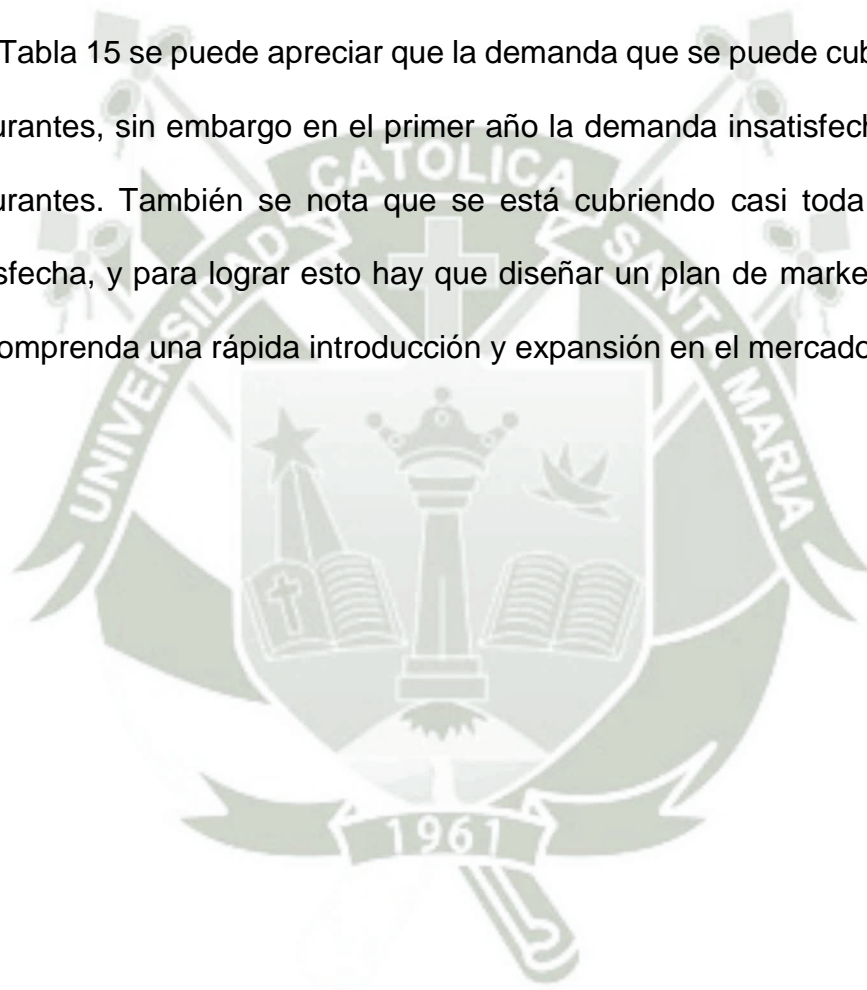 Tabla 15 se puede apreciar que la demanda que se puede cub
urantes, sin embargo en el primer año la demanda insatisfech
urantes. También se nota que se está cubriendo casi toda
sfecha, y para lograr esto hay que diseñar un plan de marke
omprenda una rápida introducción y expansión en el mercado
UNIVERSIDAD CATOLICA SANTA MARIA
1961